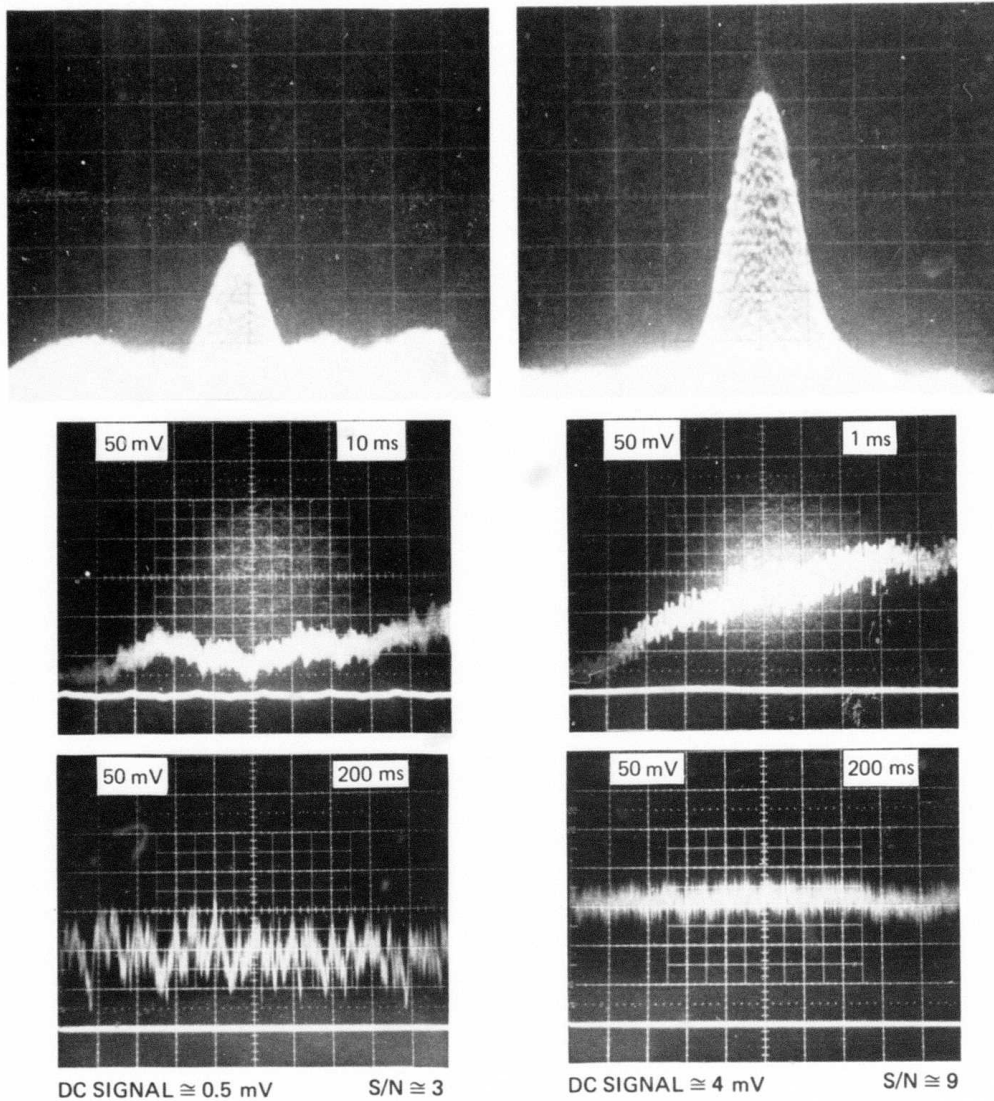 50 mV 10 ms
50 mV 1 ms
50 mV 200 ms
50 mV 200 ms
DC SIGNAL ≅ 0.5 mV S/N ≅ 3
DC SIGNAL ≅ 4 mV S/N ≅ 9